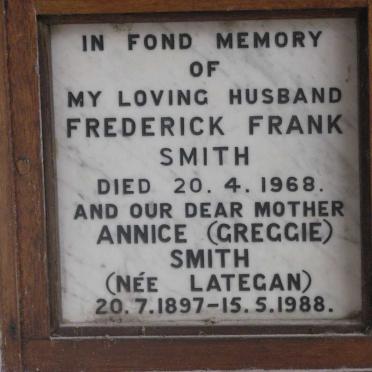 IN FOND MEMORY
OF
MY LOVING HUSBAND
FREDERICK FRANK
SMITH
DIED 20. 4. 1968.
AND OUR DEAR MOTHER
ANNICE (GREGGIE)
SMITH
(NÉE LATEGAN)
20.7.1897–15.5.1988.